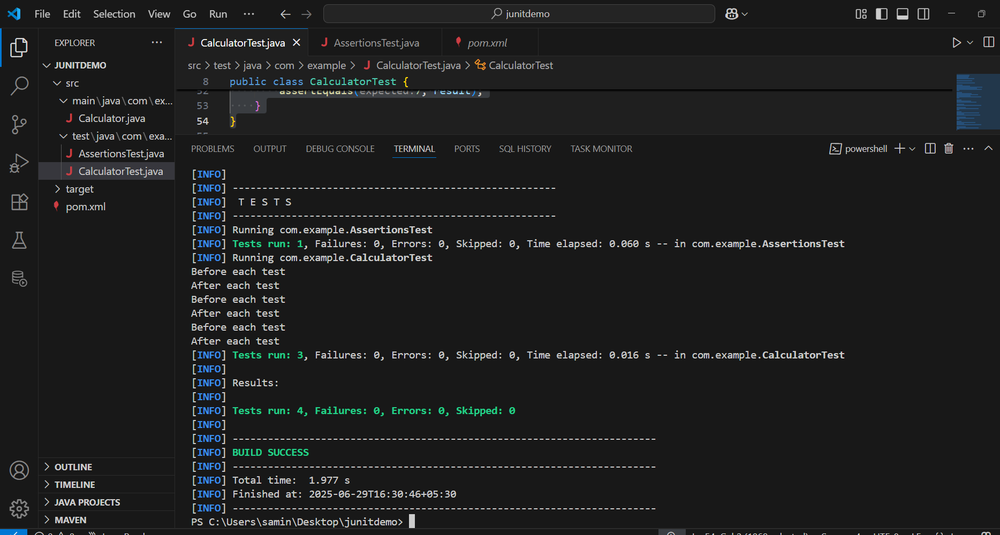 File Edit Selection View Go Run ··· junitdemo
EXPLORER ···
JUNITDEMO
src
main\java\com\ex...
Calculator.java
test\java\com\exa...
AssertionsTest.java
CalculatorTest.java
target
pom.xml
OUTLINE
TIMELINE
JAVA PROJECTS
MAVEN
CalculatorTest.java AssertionsTest.java pom.xml
src > test > java > com > example > CalculatorTest.java > CalculatorTest
8 public class CalculatorTest {
52 assertEquals(expected:7, result);
53 }
54 }
55
PROBLEMS OUTPUT DEBUG CONSOLE TERMINAL PORTS SQL HISTORY TASK MONITOR powershell
[INFO]
[INFO] -------------------------------------------------------
[INFO]  T E S T S
[INFO] -------------------------------------------------------
[INFO] Running com.example.AssertionsTest
[INFO] Tests run: 1, Failures: 0, Errors: 0, Skipped: 0, Time elapsed: 0.060 s -- in com.example.AssertionsTest
[INFO] Running com.example.CalculatorTest
Before each test
After each test
Before each test
After each test
Before each test
After each test
[INFO] Tests run: 3, Failures: 0, Errors: 0, Skipped: 0, Time elapsed: 0.016 s -- in com.example.CalculatorTest
[INFO]
[INFO] Results:
[INFO]
[INFO] Tests run: 4, Failures: 0, Errors: 0, Skipped: 0
[INFO]
[INFO] ------------------------------------------------------------------------
[INFO] BUILD SUCCESS
[INFO] ------------------------------------------------------------------------
[INFO] Total time:  1.977 s
[INFO] Finished at: 2025-06-29T16:30:46+05:30
[INFO] ------------------------------------------------------------------------
PS C:\Users\samin\Desktop\junitdemo>